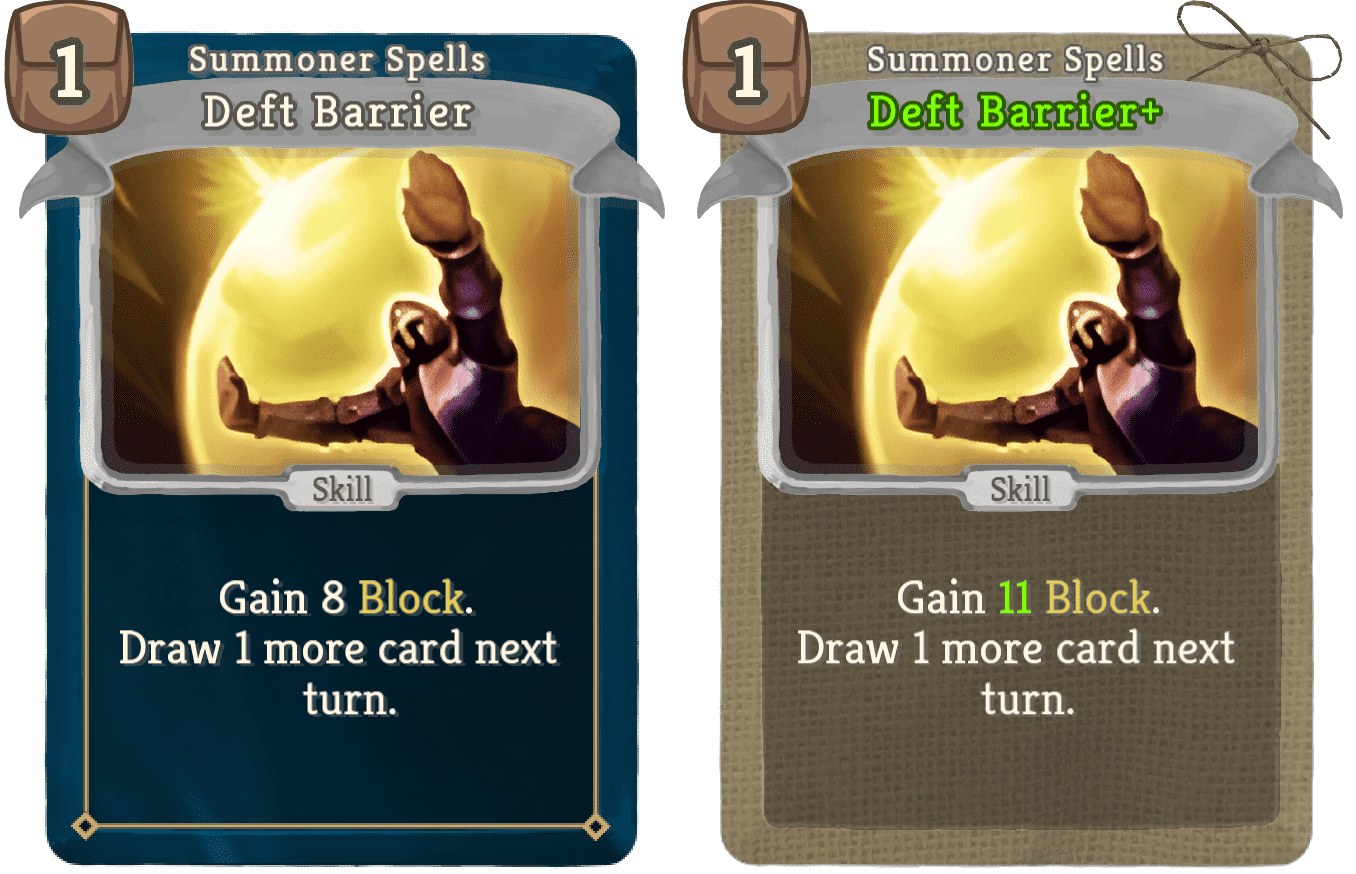 1
Summoner Spells
Deft Barrier
Skill
Gain 8 Block.
Draw 1 more card next
turn.
1
Summoner Spells
Deft Barrier+
Skill
Gain 11 Block.
Draw 1 more card next
turn.